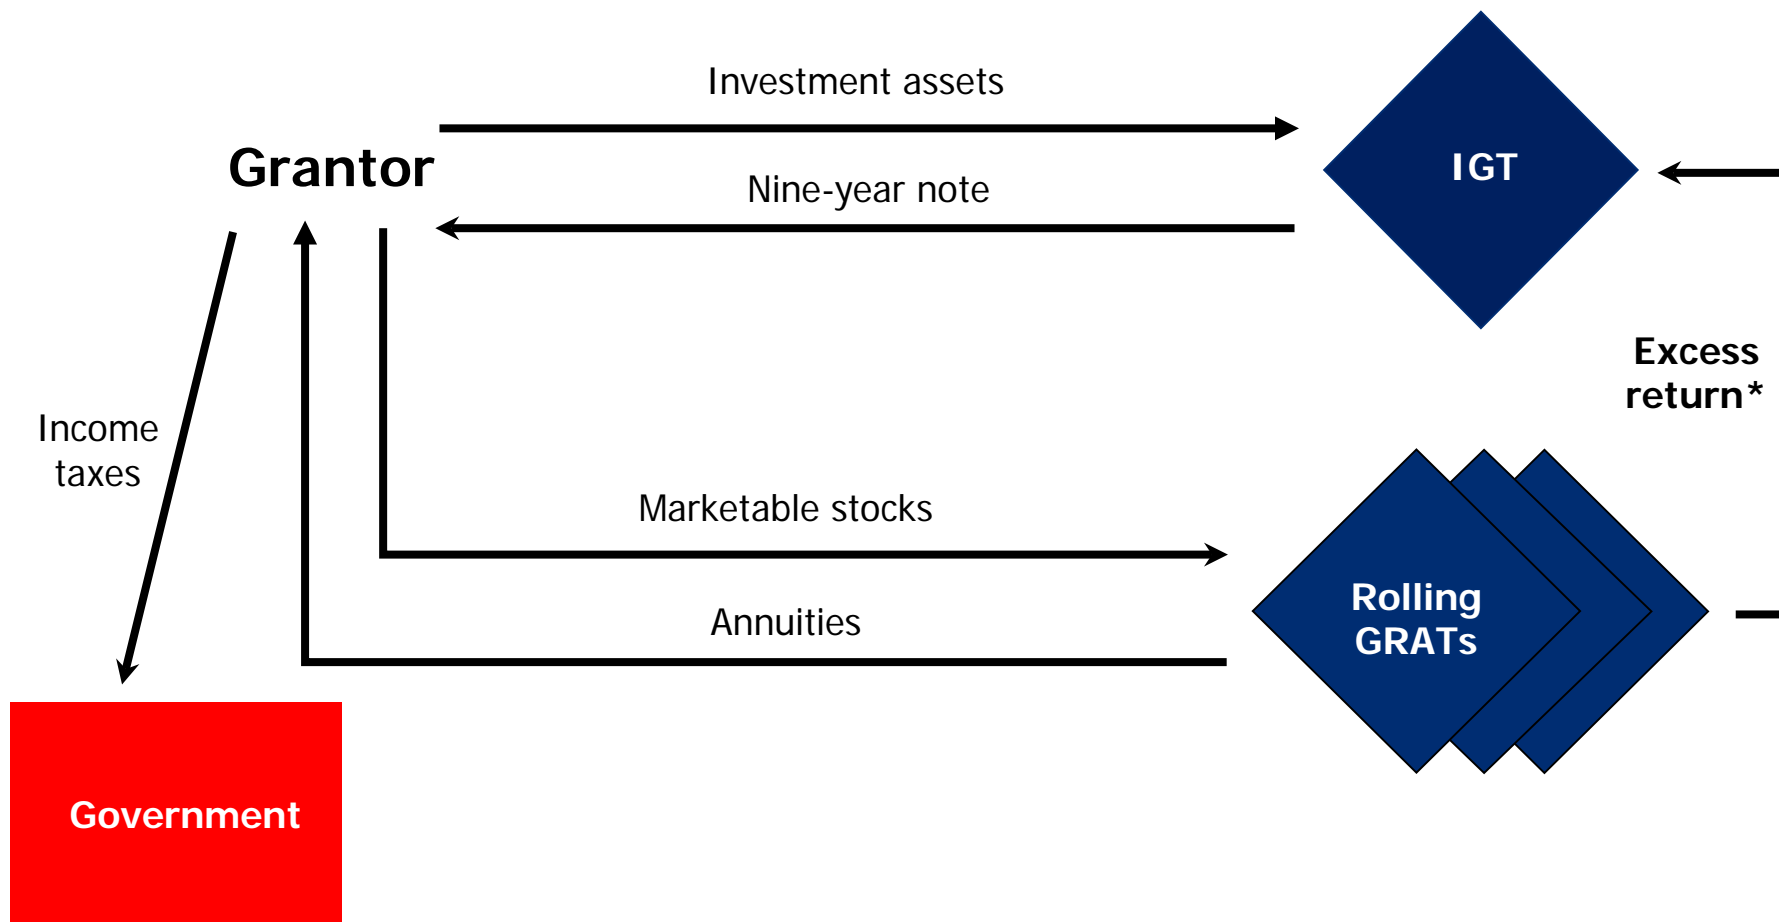 Investment assets
Grantor
IGT
Nine-year note
Excess
return*
Income
taxes
Marketable stocks
Annuities
Rolling
GRATs
Government